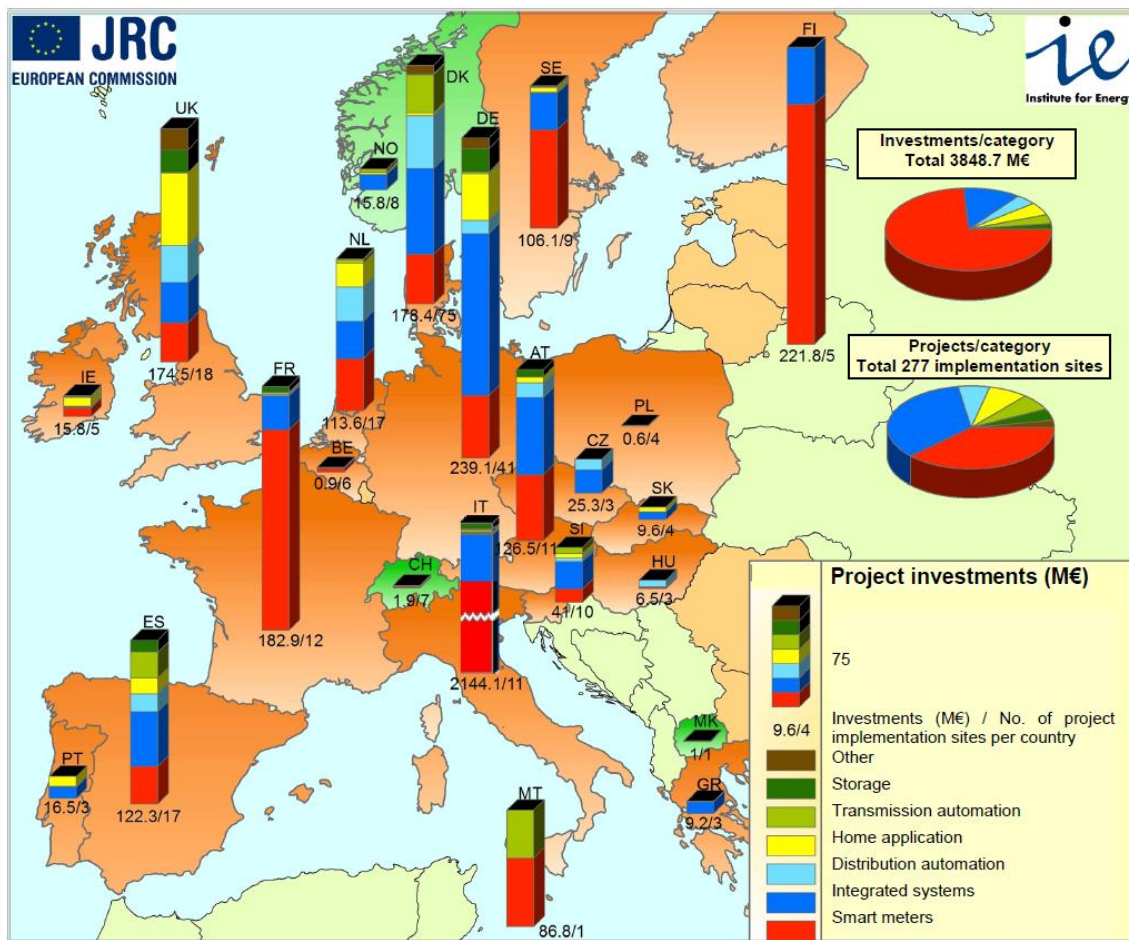 JRC
EUROPEAN COMMISSION
ie
Institute for Energy
FI
221.8/5
SE
106.1/9
DK
178.4/75
DE
239.1/41
NO
15.8/8
UK
174.5/18
NL
113.6/17
IE
15.8/5
FR
182.9/12
BE
0.9/6
AT
126.5/11
PL
0.6/4
CZ
25.3/3
SK
9.6/4
SI
41/10
HU
6.5/3
IT
2144.1/11
CH
1.9/7
ES
122.3/17
PT
16.5/3
MT
86.8/1
MK
1/1
GR
9.2/3
Investments/category
Total 3848.7 M€
Projects/category
Total 277 implementation sites
Project investments (M€)
75
9.6/4
Investments (M€) / No. of project
implementation sites per country
Other
Storage
Transmission automation
Home application
Distribution automation
Integrated systems
Smart meters